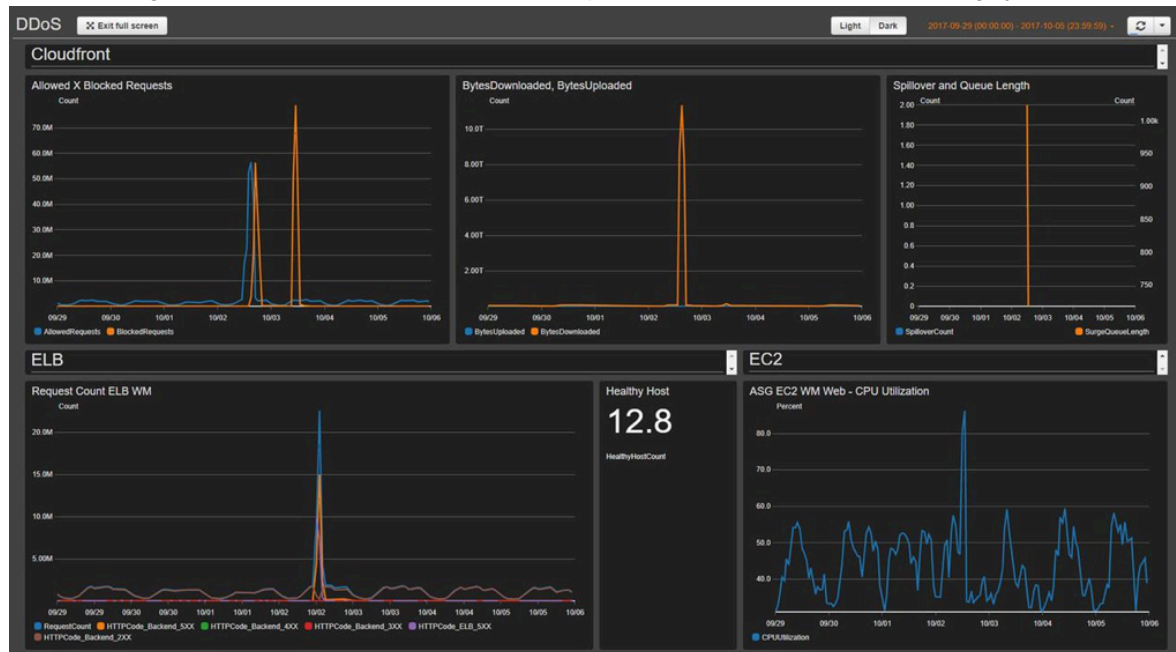 DDoS
Exit full screen
Light Dark
2017-09-29 (00:00:00) - 2017-10-05 (23:59:59)
Cloudfront
Allowed X Blocked Requests
Count
70.0M
60.0M
50.0M
40.0M
30.0M
20.0M
10.0M
09/29 09/30 10/01 10/02 10/03 10/04 10/05 10/06
AllowedRequests BlockedRequests
BytesDownloaded, BytesUploaded
Count
10.0T
8.00T
6.00T
4.00T
2.00T
09/29 09/30 10/01 10/02 10/03 10/04 10/05 10/06
BytesUploaded BytesDownloaded
Spillover and Queue Length
Count Count
2.00
1.80
1.60
1.40
1.20
1.00
0.8
0.6
0.4
0.2
0
1.00k
950
900
850
800
750
09/29 09/30 10/01 10/02 10/03 10/04 10/05 10/06
SpilloverCount SurgeQueueLength
ELB
Request Count ELB WM
Count
20.0M
15.0M
10.0M
5.00M
09/29 09/29 09/30 09/30 10/01 10/01 10/02 10/02 10/03 10/03 10/04 10/04 10/05 10/05 10/06
RequestCount HTTPCode_Backend_5XX HTTPCode_Backend_4XX HTTPCode_Backend_3XX HTTPCode_ELB_5XX
HTTPCode_Backend_2XX
Healthy Host
12.8
HealthyHostCount
EC2
ASG EC2 WM Web - CPU Utilization
Percent
80.0
70.0
60.0
50.0
40.0
09/29 09/30 10/01 10/02 10/03 10/04 10/05 10/06
CPUUtilization